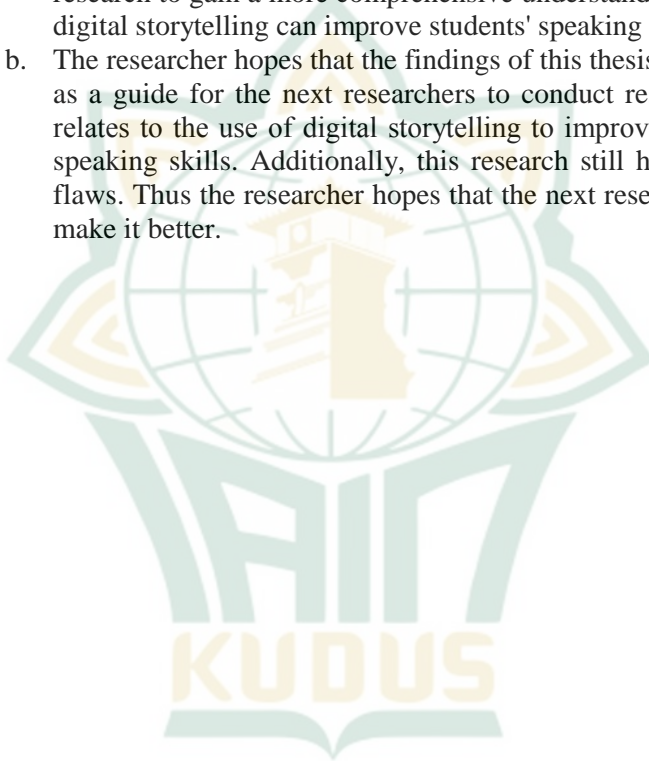 research to gain a more comprehensive understand
digital storytelling can improve students' speaking
b. The researcher hopes that the findings of this thesis
as a guide for the next researchers to conduct re
relates to the use of digital storytelling to improv
speaking skills. Additionally, this research still h
flaws. Thus the researcher hopes that the next rese
make it better.
IAIN
KUDUS